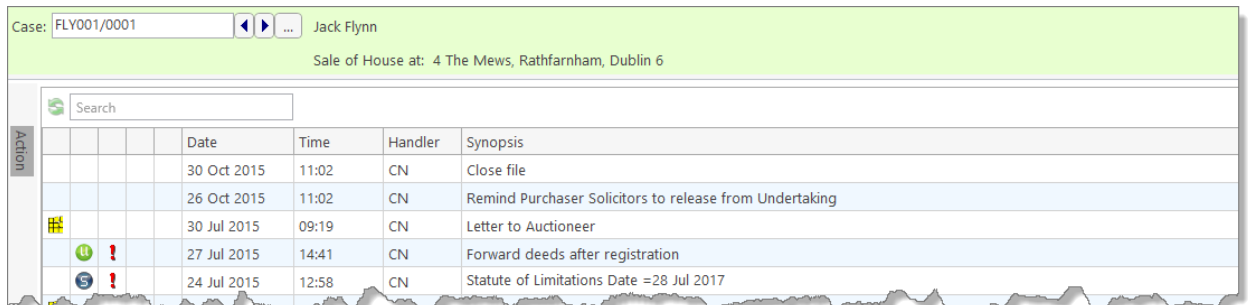 Case: FLY001/0001 ... Jack Flynn
Sale of House at: 4 The Mews, Rathfarnham, Dublin 6
Search
Action
Date Time Handler Synopsis
30 Oct 2015 11:02 CN Close file
26 Oct 2015 11:02 CN Remind Purchaser Solicitors to release from Undertaking
30 Jul 2015 09:19 CN Letter to Auctioneer
u ! 27 Jul 2015 14:41 CN Forward deeds after registration
S ! 24 Jul 2015 12:58 CN Statute of Limitations Date =28 Jul 2017